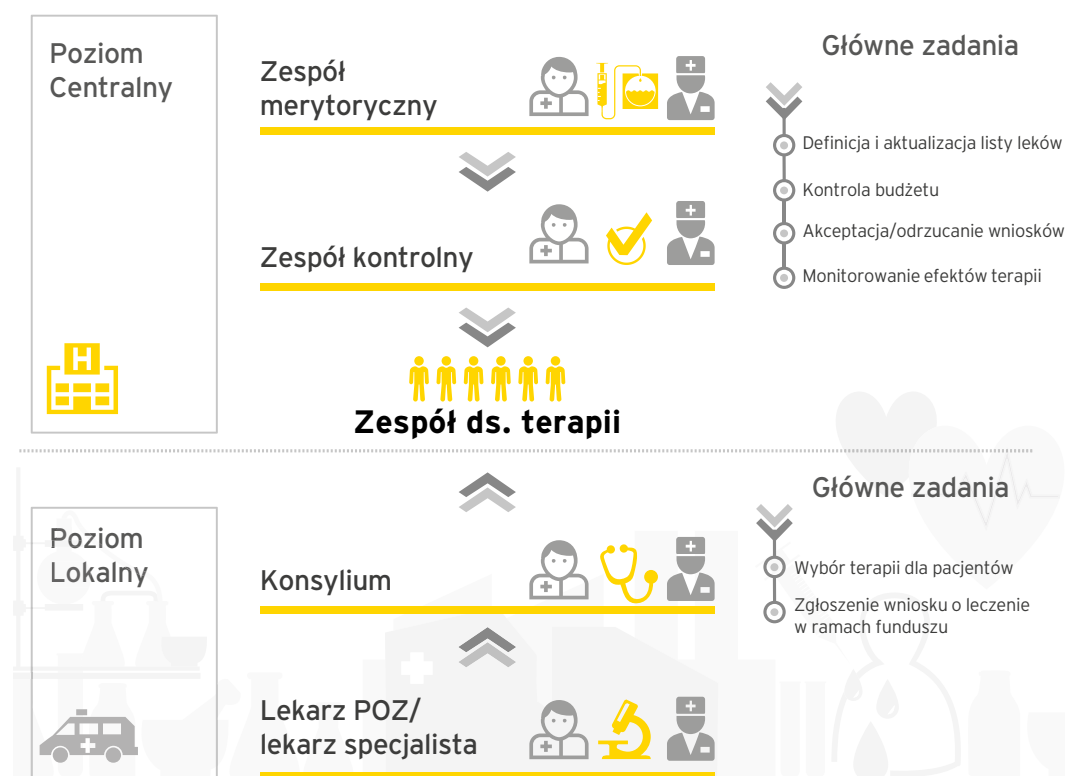 Poziom
Centralny
Zespół
merytoryczny
Zespół kontrolny
Zespół ds. terapii
Główne zadania
Definicja i aktualizacja listy leków
Kontrola budżetu
Akceptacja/odrzucanie wniosków
Monitorowanie efektów terapii
Poziom
Lokalny
Konsylium
Lekarz POZ/
lekarz specjalista
Główne zadania
Wybór terapii dla pacjentów
Zgłoszenie wniosku o leczenie
w ramach funduszu
H